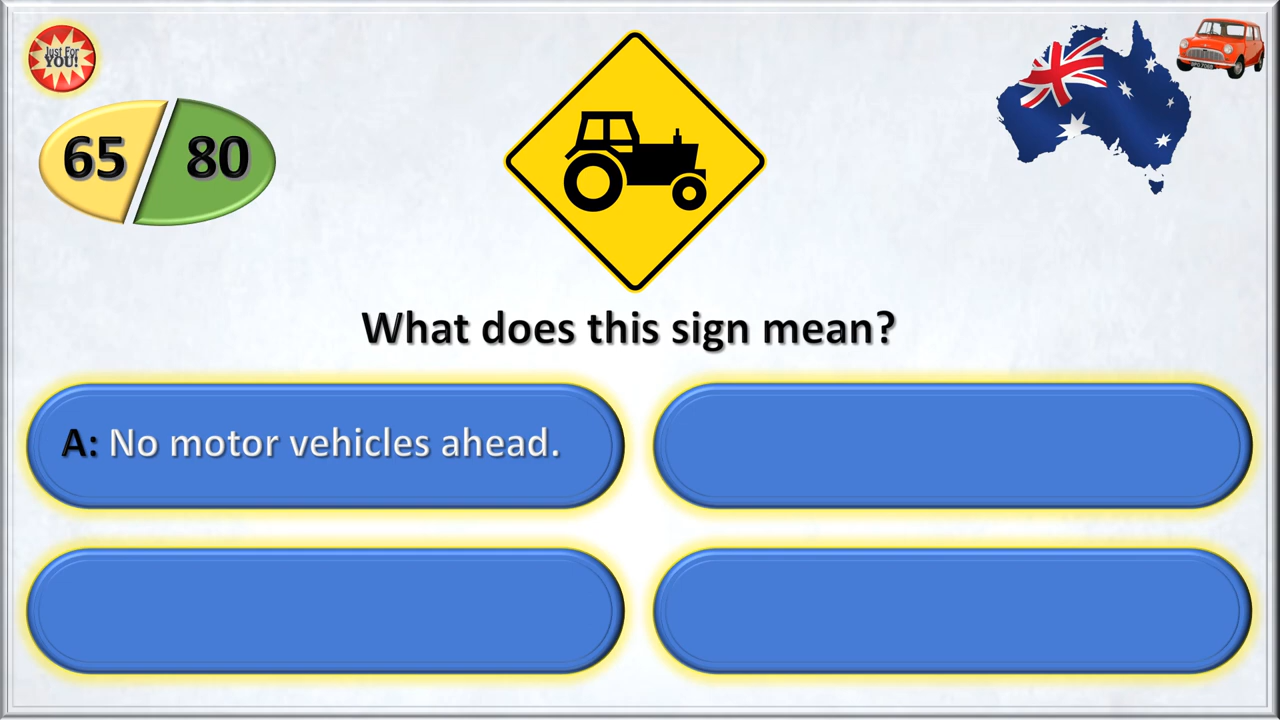 Just For
YOU!
65 80
What does this sign mean?
A: No motor vehicles ahead.